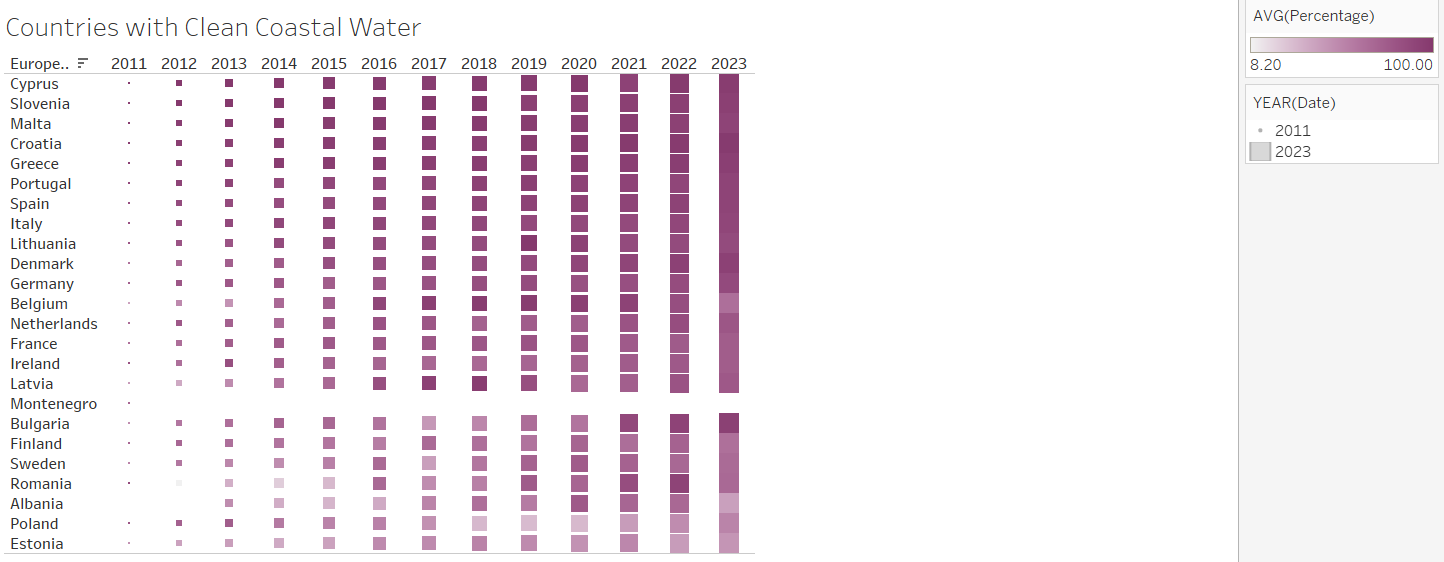 Countries with Clean Coastal Water
Europe.. 2011 2012 2013 2014 2015 2016 2017 2018 2019 2020 2021 2022 2023
Cyprus
Slovenia
Malta
Croatia
Greece
Portugal
Spain
Italy
Lithuania
Denmark
Germany
Belgium
Netherlands
France
Ireland
Latvia
Montenegro
Bulgaria
Finland
Sweden
Romania
Albania
Poland
Estonia
AVG(Percentage)
8.20 100.00
YEAR(Date)
2011
2023